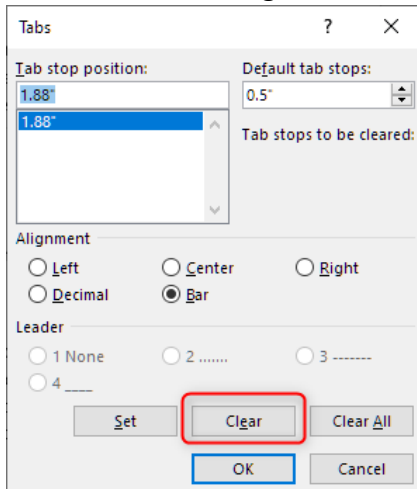 Tabs ? ×
Tab stop position: Default tab stops:
1.88" 0.5"
1.88" Tab stops to be cleared:
Alignment
Left Center Right
Decimal Bar
Leader
1 None 2 ....... 3 -------
4 ____
Set Clear Clear All
OK Cancel